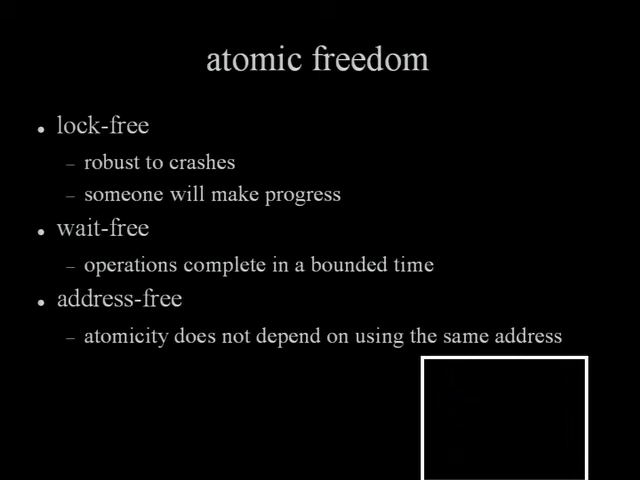 atomic freedom
• lock-free
– robust to crashes
– someone will make progress
• wait-free
– operations complete in a bounded time
• address-free
– atomicity does not depend on using the same address